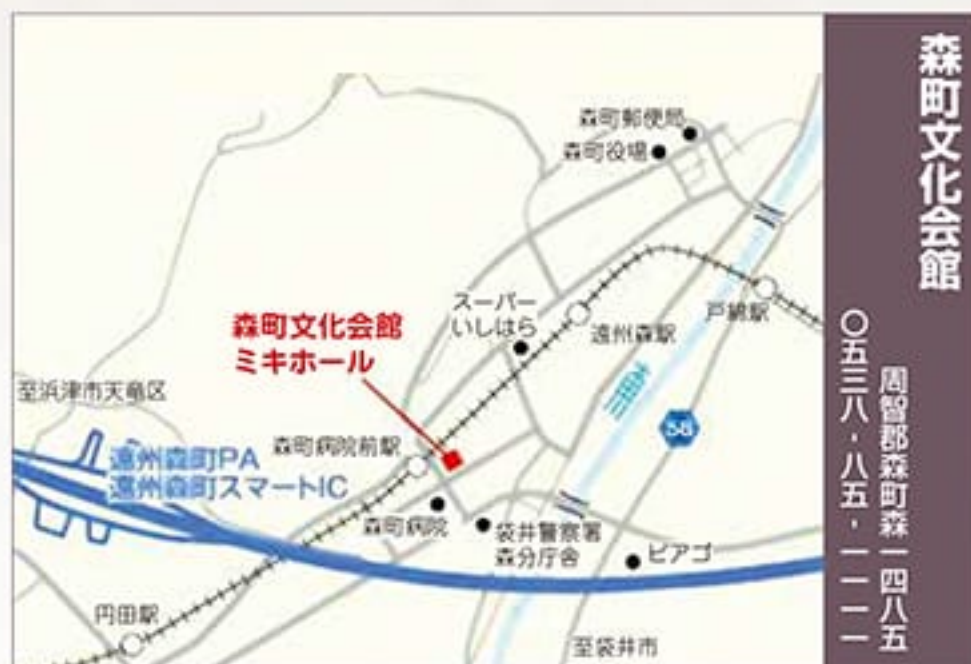 森町文化会館
周智郡森町森一四八五
〇五三八・八五・一一一一
森町郵便局
森町役場
スーパー
いしはら
戸綿駅
遠州森駅
森町文化会館
ミキホール
至浜津市天竜区
太田川
58
森町病院前駅
遠州森町PA
遠州森町スマートIC
森町病院
袋井警察署
森分庁舎
ピアゴ
円田駅
至袋井市